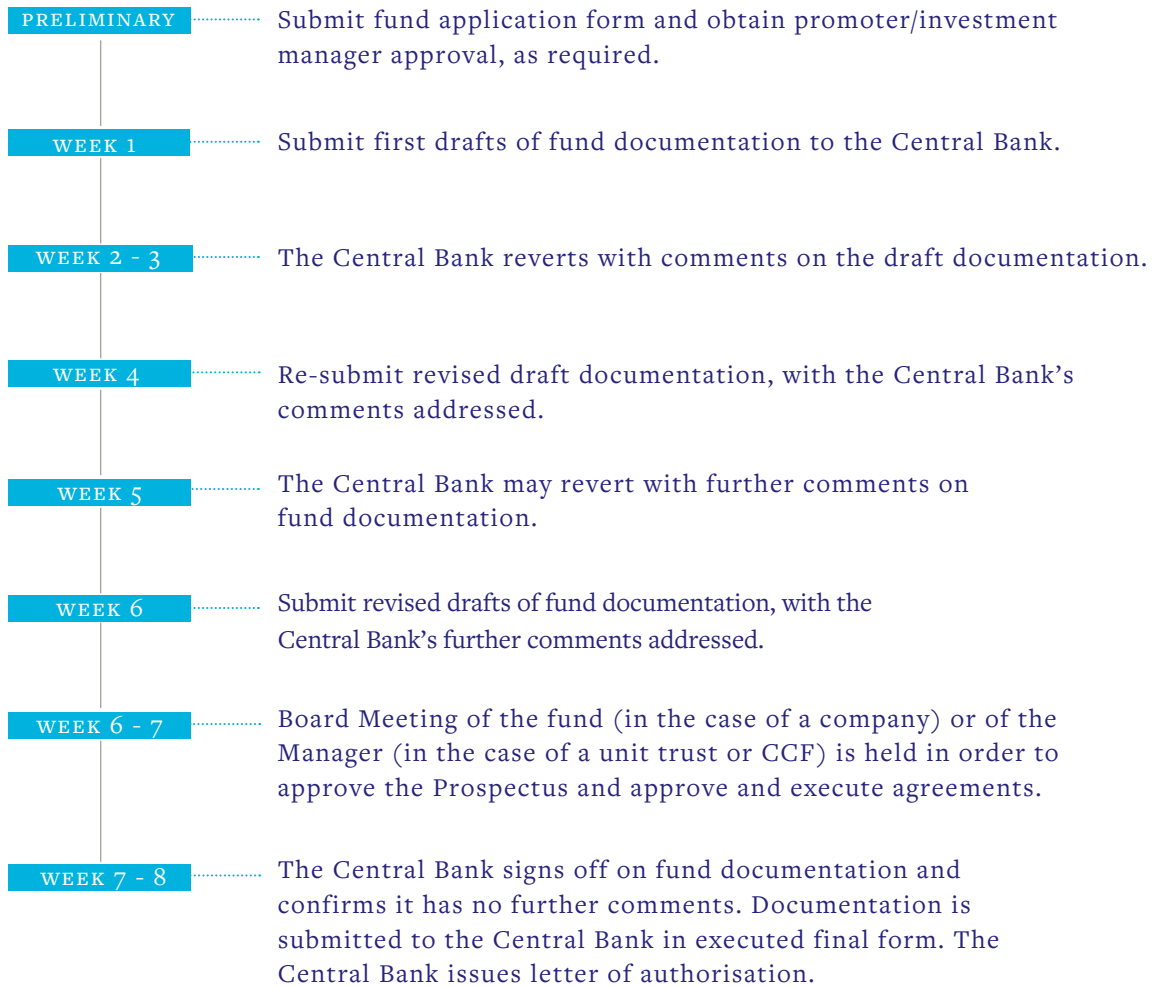 PRELIMINARY
Submit fund application form and obtain promoter/investment
manager approval, as required.
WEEK 1
Submit first drafts of fund documentation to the Central Bank.
WEEK 2 - 3
The Central Bank reverts with comments on the draft documentation.
WEEK 4
Re-submit revised draft documentation, with the Central Bank’s
comments addressed.
WEEK 5
The Central Bank may revert with further comments on
fund documentation.
WEEK 6
Submit revised drafts of fund documentation, with the
Central Bank’s further comments addressed.
WEEK 6 - 7
Board Meeting of the fund (in the case of a company) or of the
Manager (in the case of a unit trust or CCF) is held in order to
approve the Prospectus and approve and execute agreements.
WEEK 7 - 8
The Central Bank signs off on fund documentation and
confirms it has no further comments. Documentation is
submitted to the Central Bank in executed final form. The
Central Bank issues letter of authorisation.